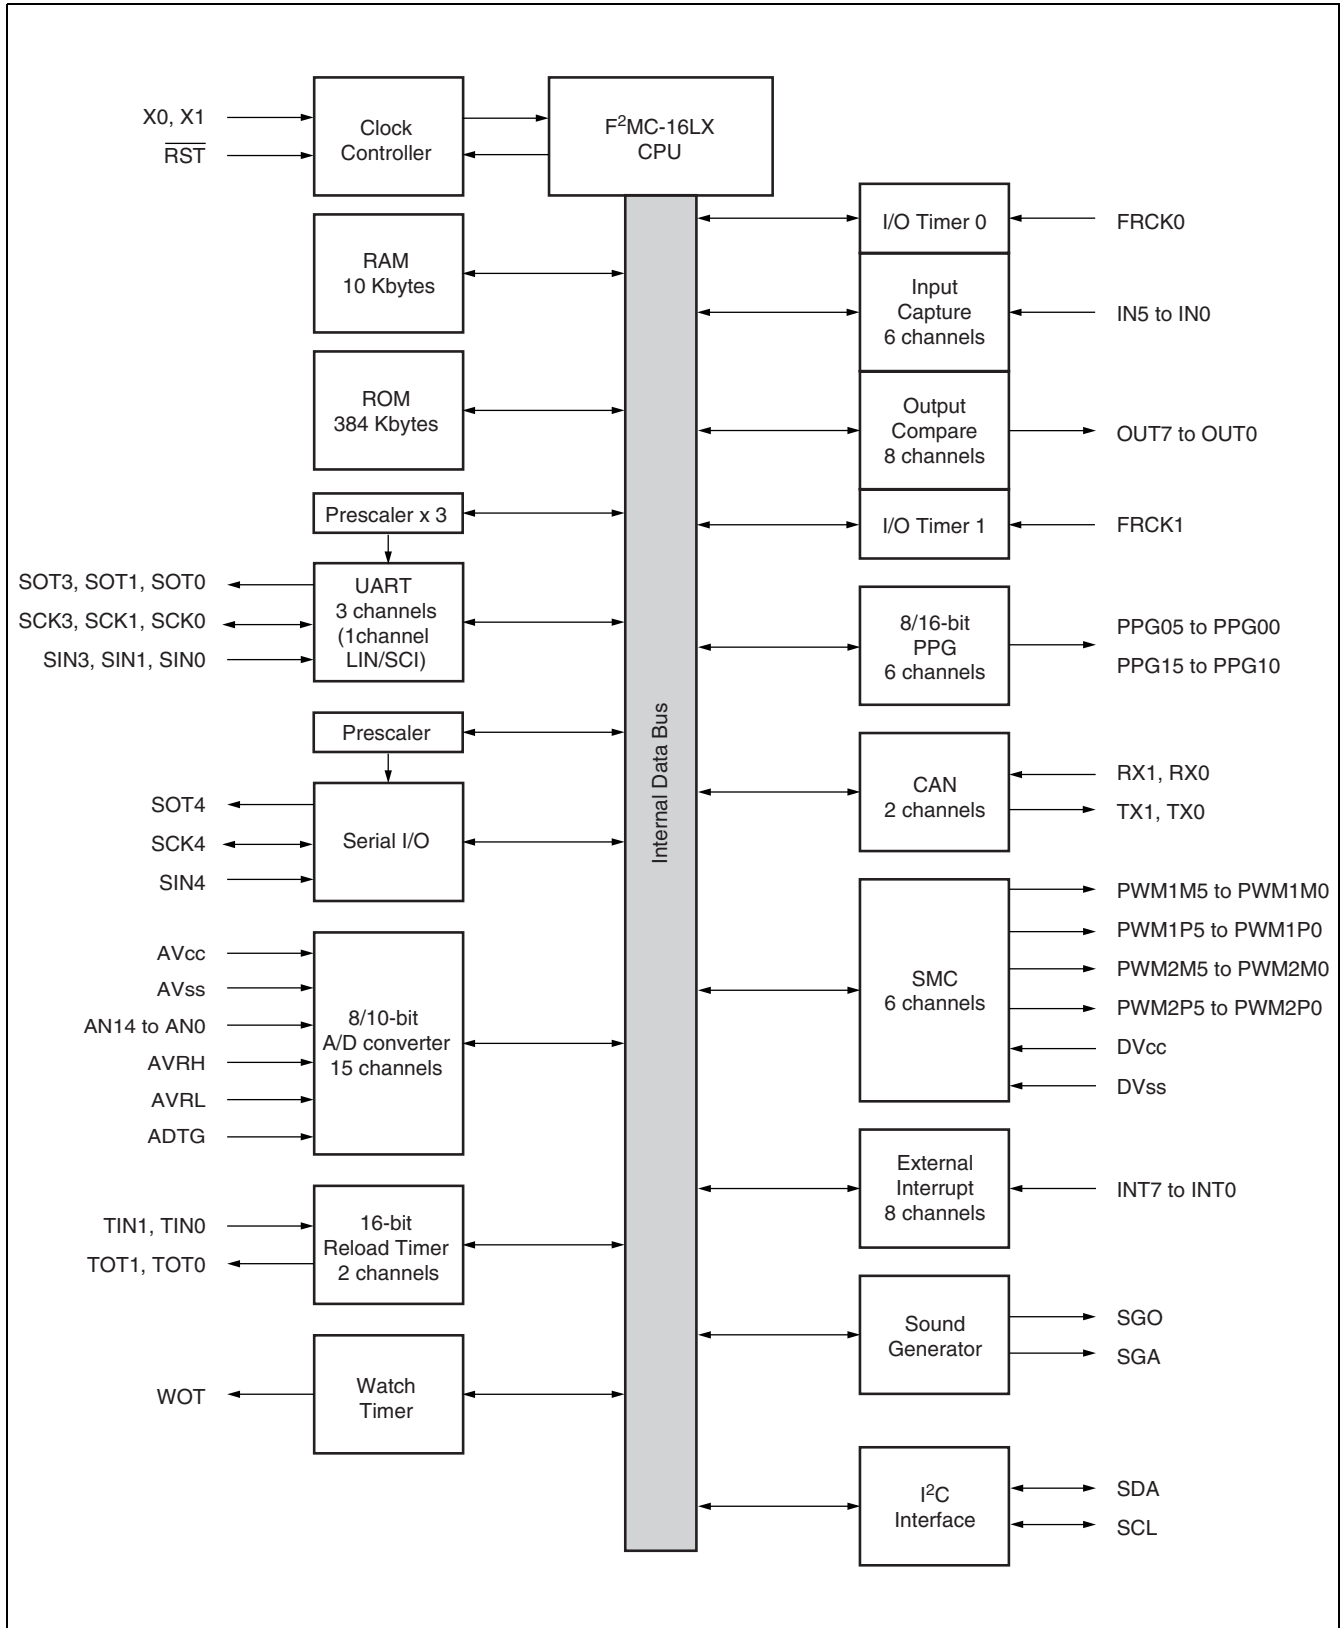 X0, X1
RST
Clock
Controller
F²MC-16LX
CPU
RAM
10 Kbytes
ROM
384 Kbytes
Prescaler x 3
SOT3, SOT1, SOT0
SCK3, SCK1, SCK0
SIN3, SIN1, SIN0
UART
3 channels
(1channel
LIN/SCI)
Prescaler
SOT4
SCK4
SIN4
Serial I/O
AVcc
AVss
AN14 to AN0
AVRH
AVRL
ADTG
8/10-bit
A/D converter
15 channels
TIN1, TIN0
TOT1, TOT0
16-bit
Reload Timer
2 channels
WOT
Watch
Timer
Internal Data Bus
I/O Timer 0
FRCK0
Input
Capture
6 channels
IN5 to IN0
Output
Compare
8 channels
OUT7 to OUT0
I/O Timer 1
FRCK1
8/16-bit
PPG
6 channels
PPG05 to PPG00
PPG15 to PPG10
CAN
2 channels
RX1, RX0
TX1, TX0
SMC
6 channels
PWM1M5 to PWM1M0
PWM1P5 to PWM1P0
PWM2M5 to PWM2M0
PWM2P5 to PWM2P0
DVcc
DVss
External
Interrupt
8 channels
INT7 to INT0
Sound
Generator
SGO
SGA
I²C
Interface
SDA
SCL